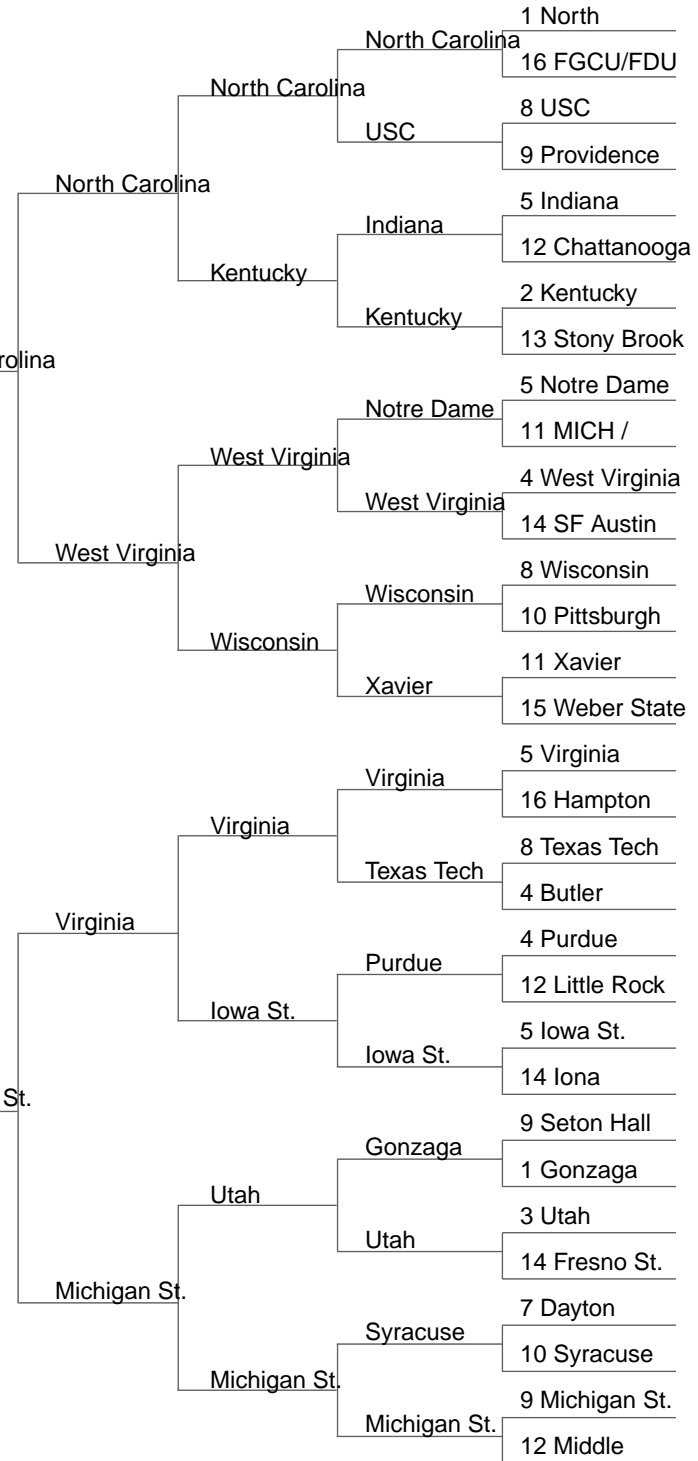 1 North
North Carolina
16 FGCU/FDU
North Carolina
8 USC
USC
9 Providence
North Carolina
5 Indiana
Indiana
12 Chattanooga
Kentucky
2 Kentucky
Kentucky
13 Stony Brook
rolina
5 Notre Dame
Notre Dame
11 MICH /
West Virginia
4 West Virginia
West Virginia
14 SF Austin
West Virginia
8 Wisconsin
Wisconsin
10 Pittsburgh
Wisconsin
11 Xavier
Xavier
15 Weber State
5 Virginia
Virginia
16 Hampton
Virginia
8 Texas Tech
Texas Tech
4 Butler
Virginia
4 Purdue
Purdue
12 Little Rock
Iowa St.
5 Iowa St.
Iowa St.
14 Iona
St.
9 Seton Hall
Gonzaga
1 Gonzaga
Utah
3 Utah
Utah
14 Fresno St.
Michigan St.
7 Dayton
Syracuse
10 Syracuse
Michigan St.
9 Michigan St.
Michigan St.
12 Middle